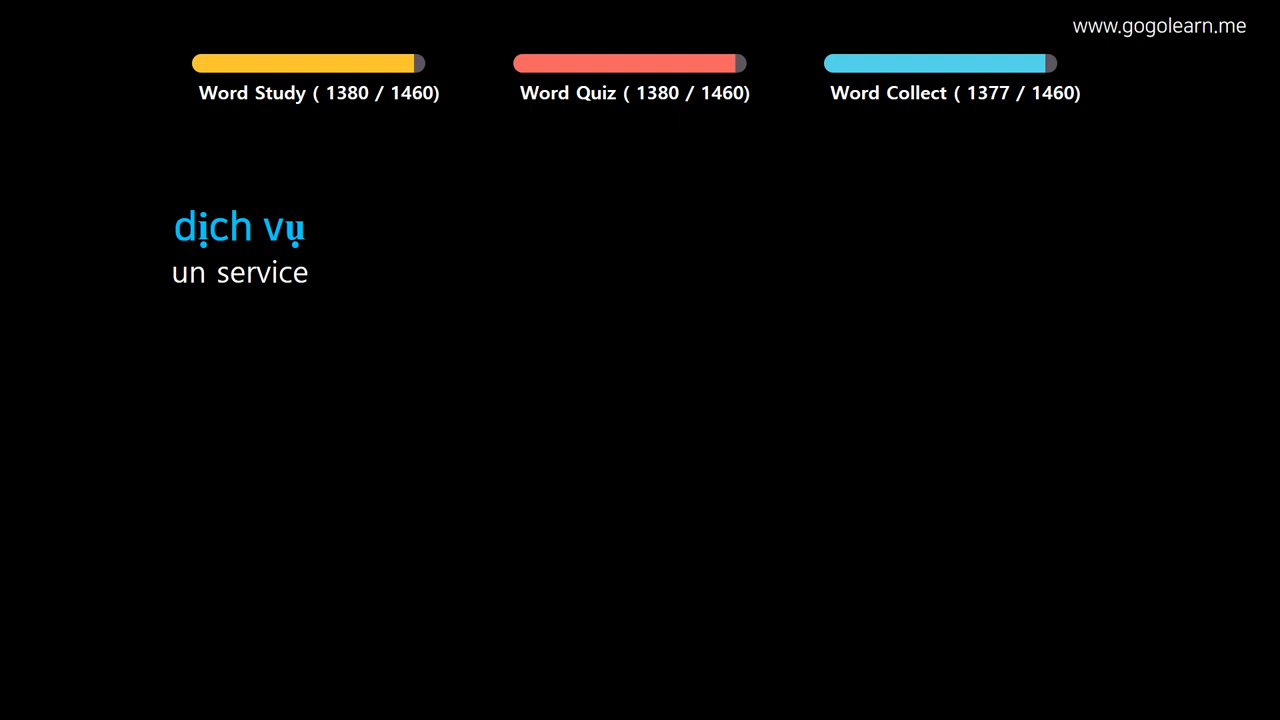 www.gogolearn.me
Word Study ( 1380 / 1460)
Word Quiz ( 1380 / 1460)
Word Collect ( 1377 / 1460)
dịch vụ
un service